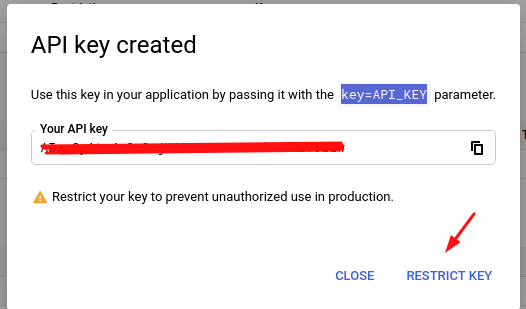 API key created
Use this key in your application by passing it with the key=API_KEY parameter.
Your API key
Restrict your key to prevent unauthorized use in production.
CLOSE RESTRICT KEY